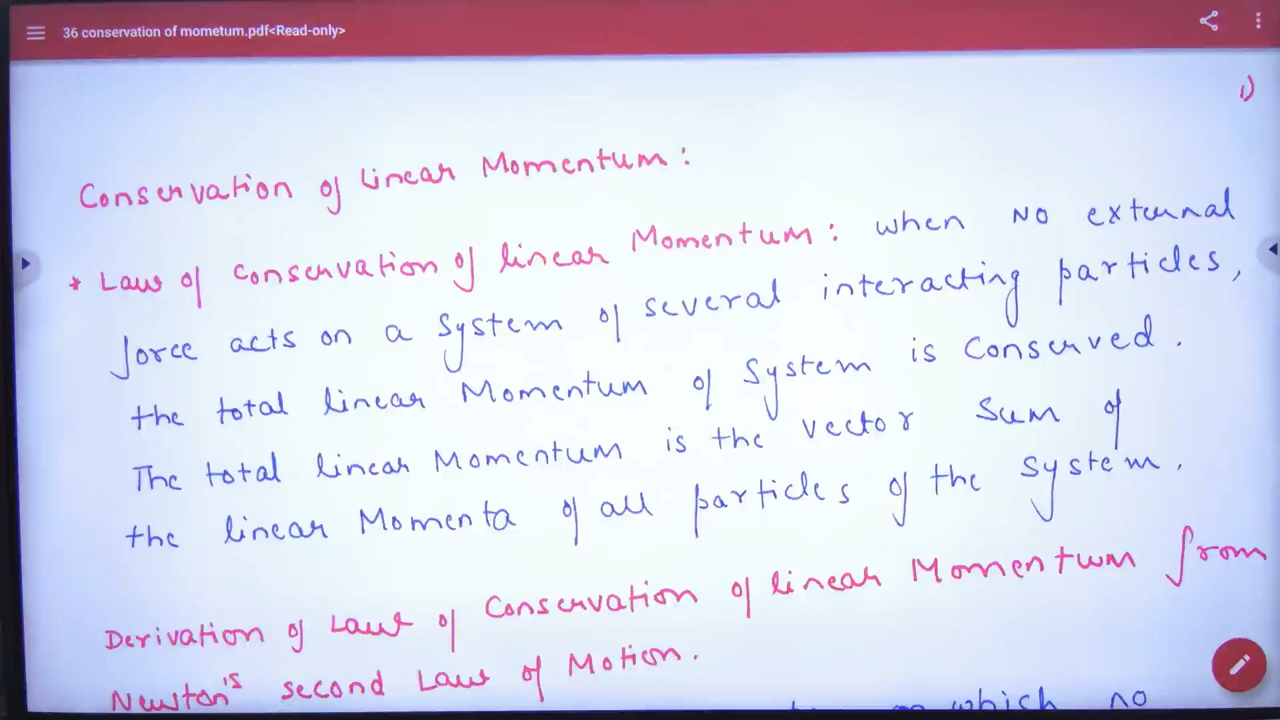 36 conservation of mometum.pdf<Read-only>
1)
Conservation of linear Momentum:
* Law of Conservation of linear Momentum: when no external
force acts on a system of several interacting particles,
the total linear Momentum of system is conserved.
The total linear Momentum is the vector sum of
the linear Momenta of all particles of the system.
Derivation of Law of Conservation of linear Momentum from
Newton's second Law of Motion.
which no